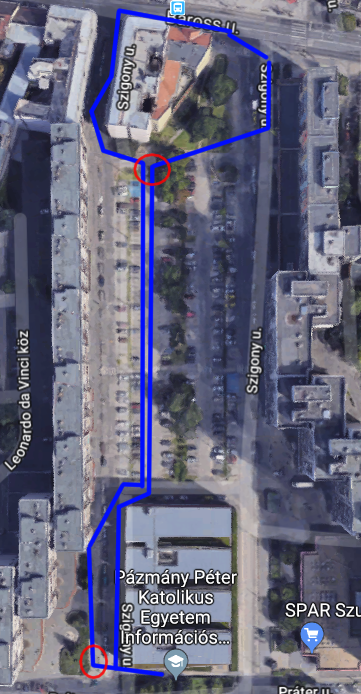 Baross u.
Szigony u.
Szigony u.
Szigony u.
Leonardo da Vinci köz
Pázmány Péter
Katolikus
Egyetem
Információs...
Szigony u.
SPAR Szu
Práter u.